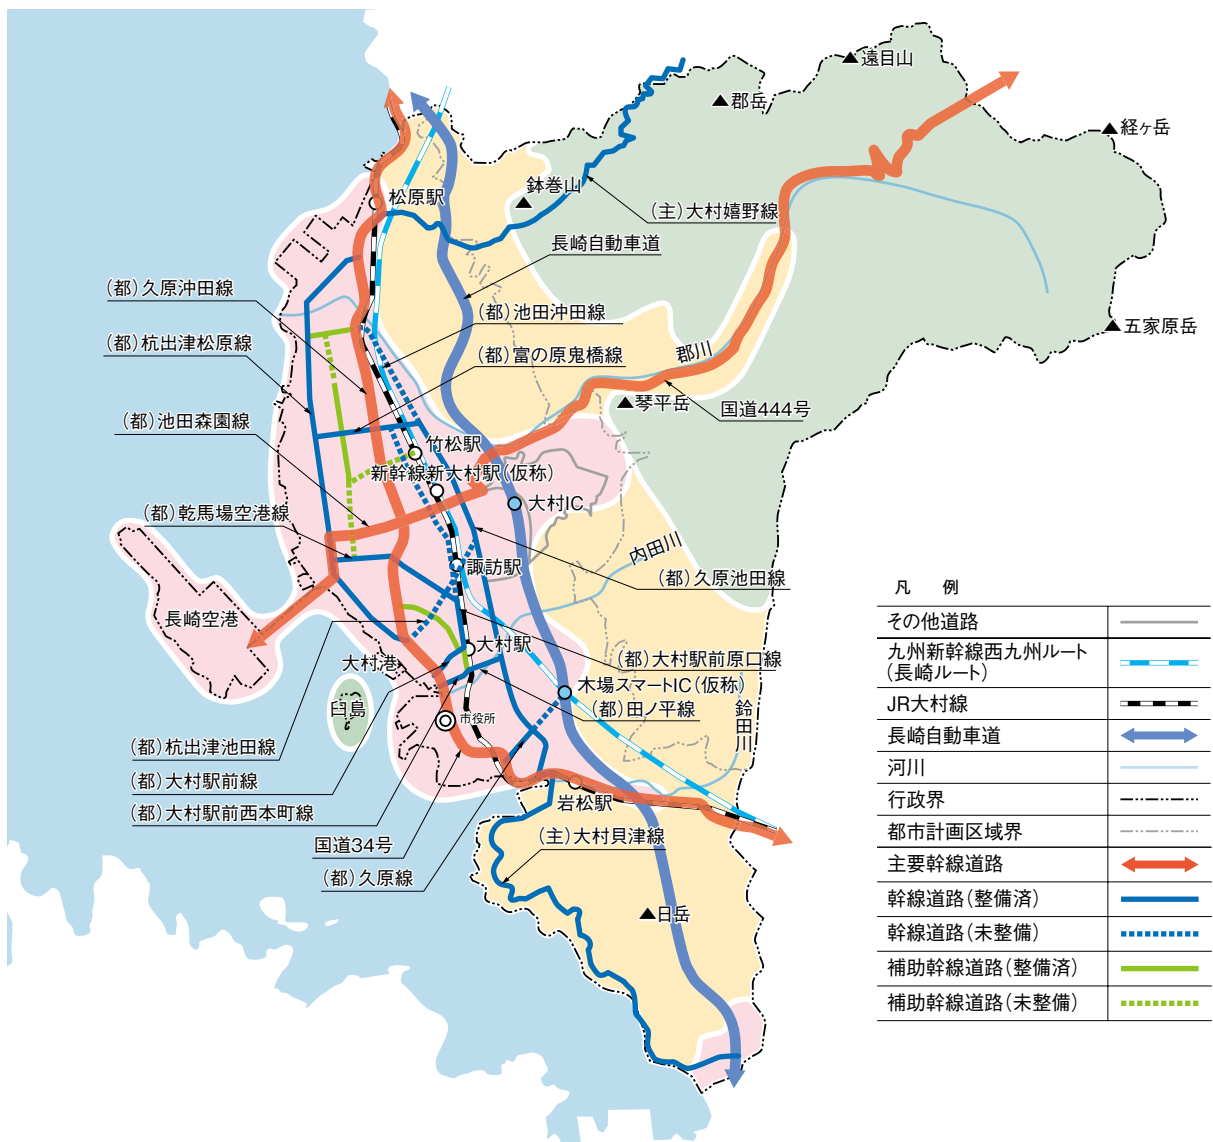 遠目山
郡岳
経ヶ岳
鉢巻山
松原駅
(主)大村嬉野線
長崎自動車道
(都)久原沖田線
(都)池田沖田線
五家原岳
(都)杭出津松原線
(都)富の原鬼橋線
郡川
琴平岳
国道444号
(都)池田森園線
竹松駅
新幹線新大村駅(仮称)
大村IC
(都)乾馬場空港線
内田川
諏訪駅
(都)久原池田線
長崎空港
大村駅
大村港
(都)大村駅前原口線
木場スマートIC(仮称)
臼島
市役所
(都)田ノ平線
鈴田川
(都)杭出津池田線
(都)大村駅前線
(都)大村駅前西本町線
岩松駅
国道34号
(主)大村貝津線
(都)久原線
日岳
凡 例
その他道路
九州新幹線西九州ルート
(長崎ルート)
JR大村線
長崎自動車道
河川
行政界
都市計画区域界
主要幹線道路
幹線道路(整備済)
幹線道路(未整備)
補助幹線道路(整備済)
補助幹線道路(未整備)